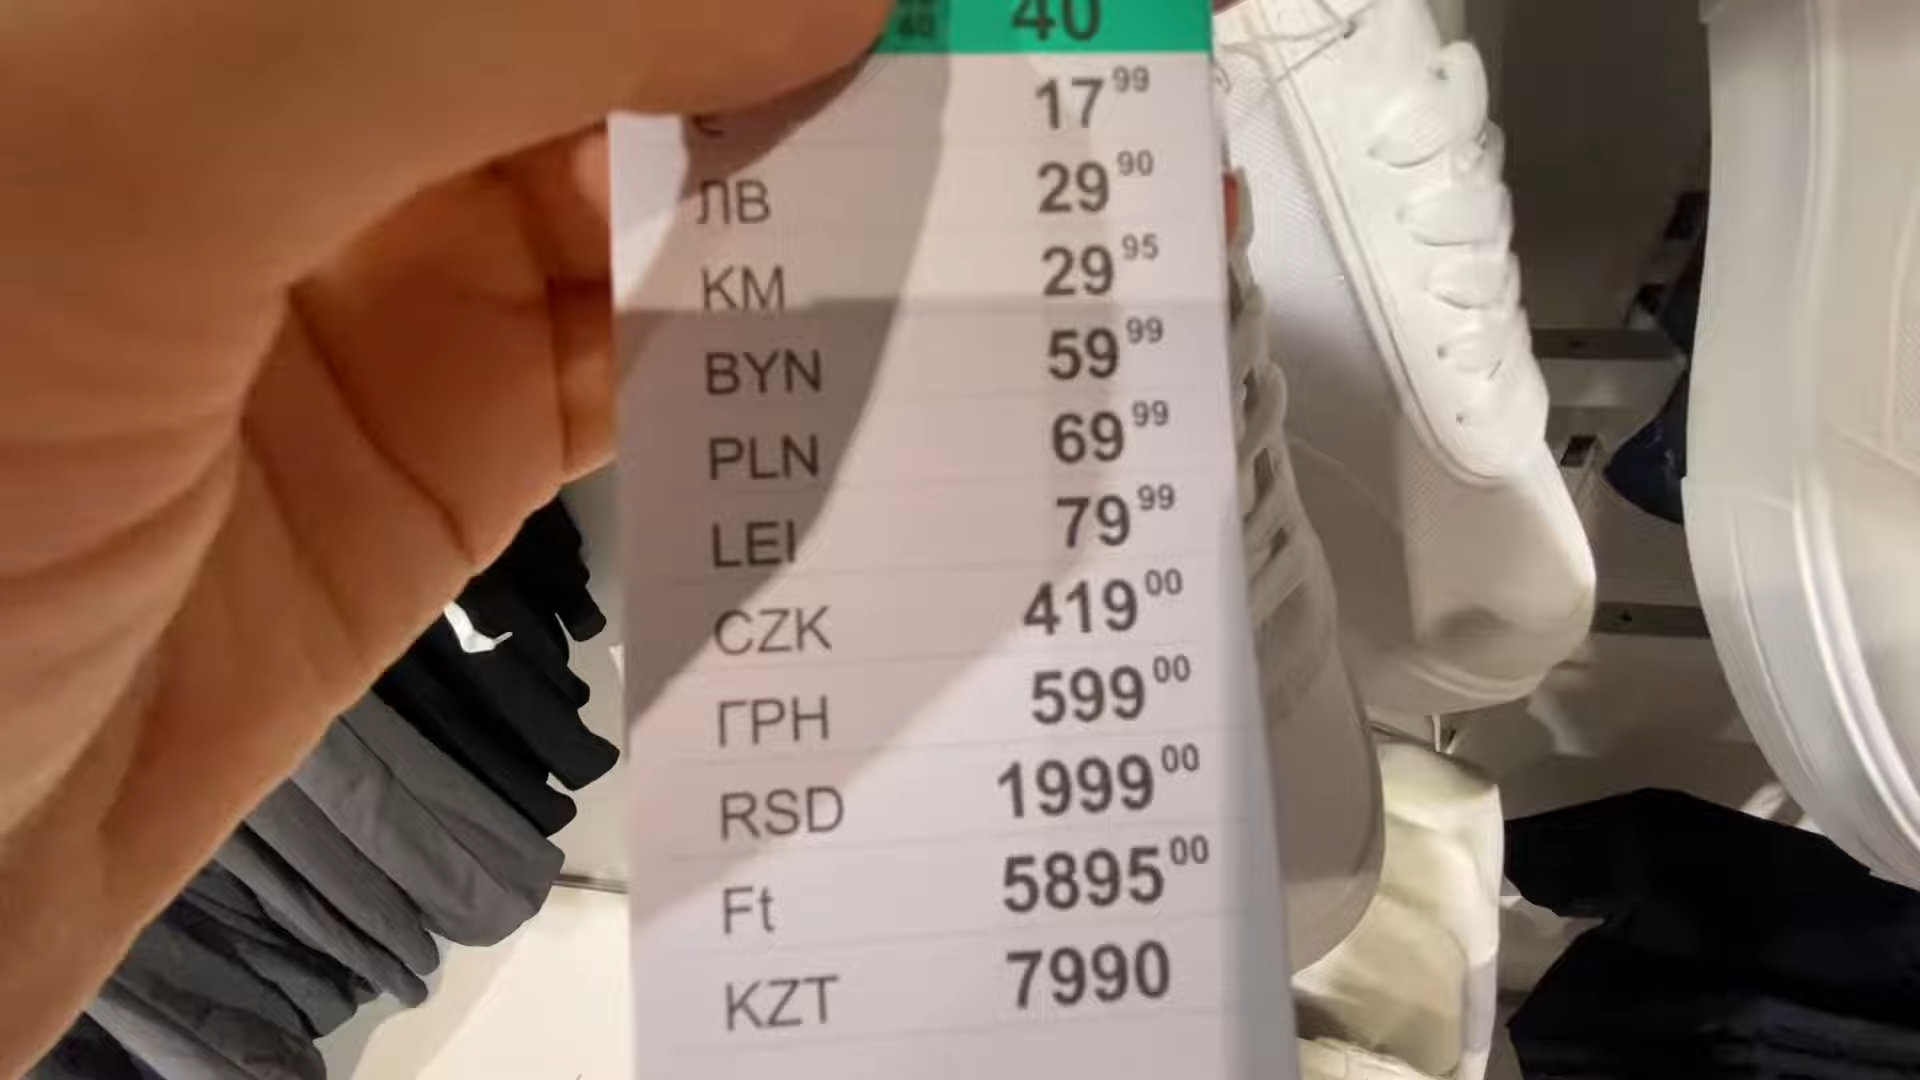 40 40
€ 17 99
ЛВ 29 90
KM 29 95
BYN 59 99
PLN 69 99
LEI 79 99
CZK 419 00
ГРН 599 00
RSD 1999 00
Ft 5895 00
KZT 7990